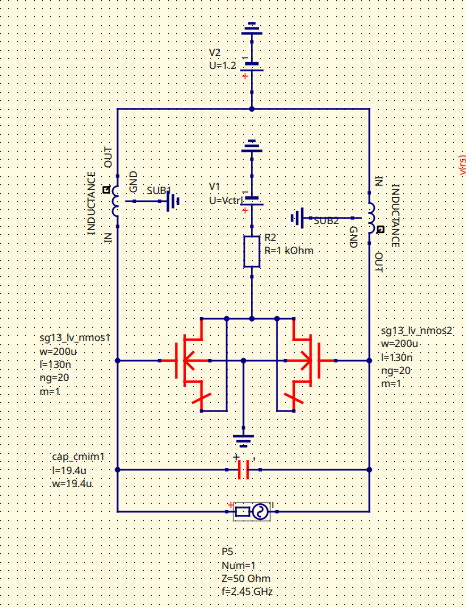 V2
U=1.2
OUT
GND
INDUCTANCE
SUB1
IN
V1
U=Vctrl
R2
R=1 kOhm
SUB2
IN
INDUCTANCE
GND
OUT
V(rs)
sg13_lv_nmos1
w=200u
l=130n
ng=20
m=1
sg13_lv_nmos2
w=200u
l=130n
ng=20
m=1
cap_cmim1
l=19.4u
w=19.4u
P5
Num=1
Z=50 Ohm
f=2.45 GHz